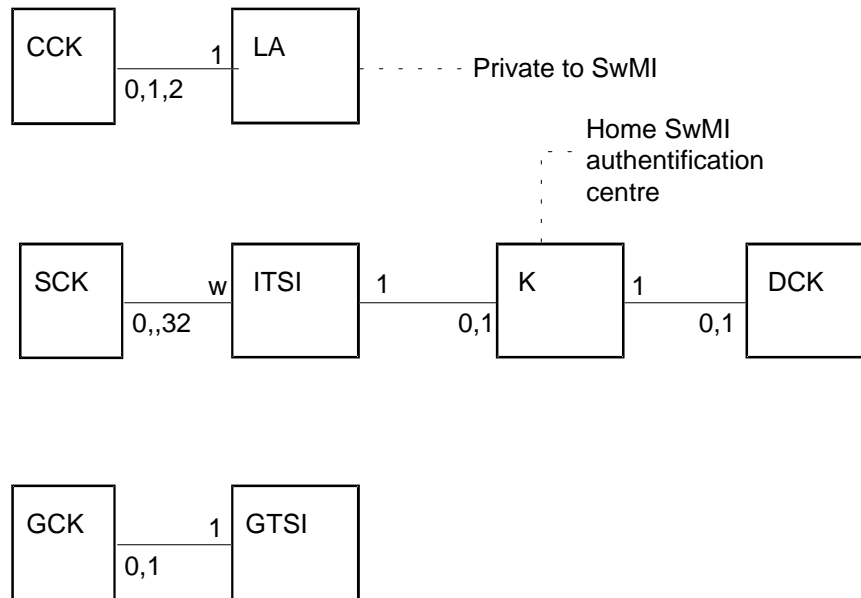 CCK
1
LA
0,1,2
Private to SwMI
Home SwMI
authentification
centre
SCK
w
ITSI
1
K
1
DCK
0,,32
0,1
0,1
GCK
1
GTSI
0,1